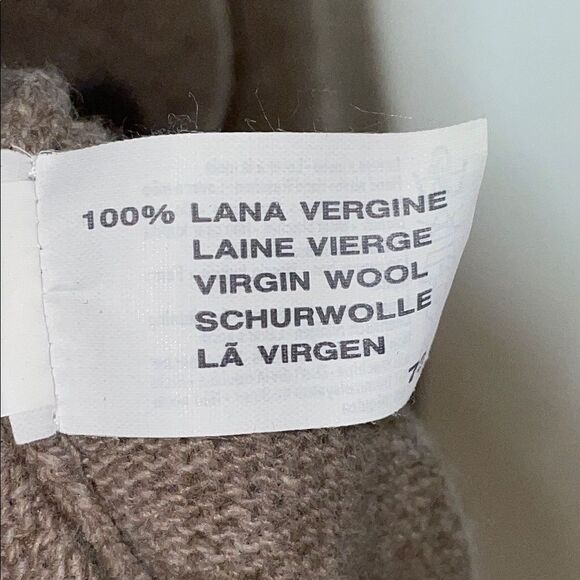 100% LANA VERGINE
LAINE VIERGE
VIRGIN WOOL
SCHURWOLLE
LÃ VIRGEN